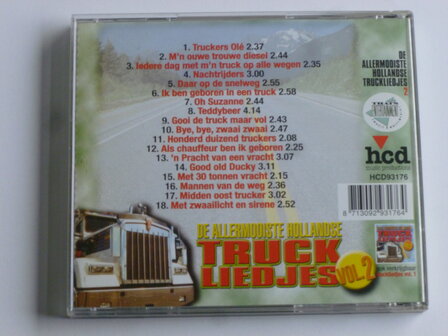 1. Truckers Olé 2.37
2. M'n ouwe trouwe diesel 2.44
3. Iedere dag met m'n truck op alle wegen 2.35
4. Nachtrijders 3.00
5. Daar op de snelweg 2.55
6. Ik ben geboren in een truck 2.58
7. Oh Suzanne 2.44
8. Teddybeer 4.14
9. Gooi de truck maar vol 2.43
10. Bye, bye, zwaai zwaai 2.47
11. Honderd duizend truckers 2.08
12. Als chauffeur ben ik geboren 2.25
13. 'n Pracht van een vracht 3.07
14. Good old Ducky 3.11
15. Met 30 tonnen vracht 2.15
16. Mannen van de weg 2.36
17. Midden oost trucker 3.02
18. Met zwaailicht en sirene 2.52
DE
ALLERMOOISTE
HOLLANDSE
TRUCKLIEDJES
2
hcd
music productions
HCD93176
8 713092 931764
DE ALLERMOOISTE HOLLANDSE
TRUCK
LIEDJES
VOL.2
ook verkrijgbaar
truckliedjes vol. 1